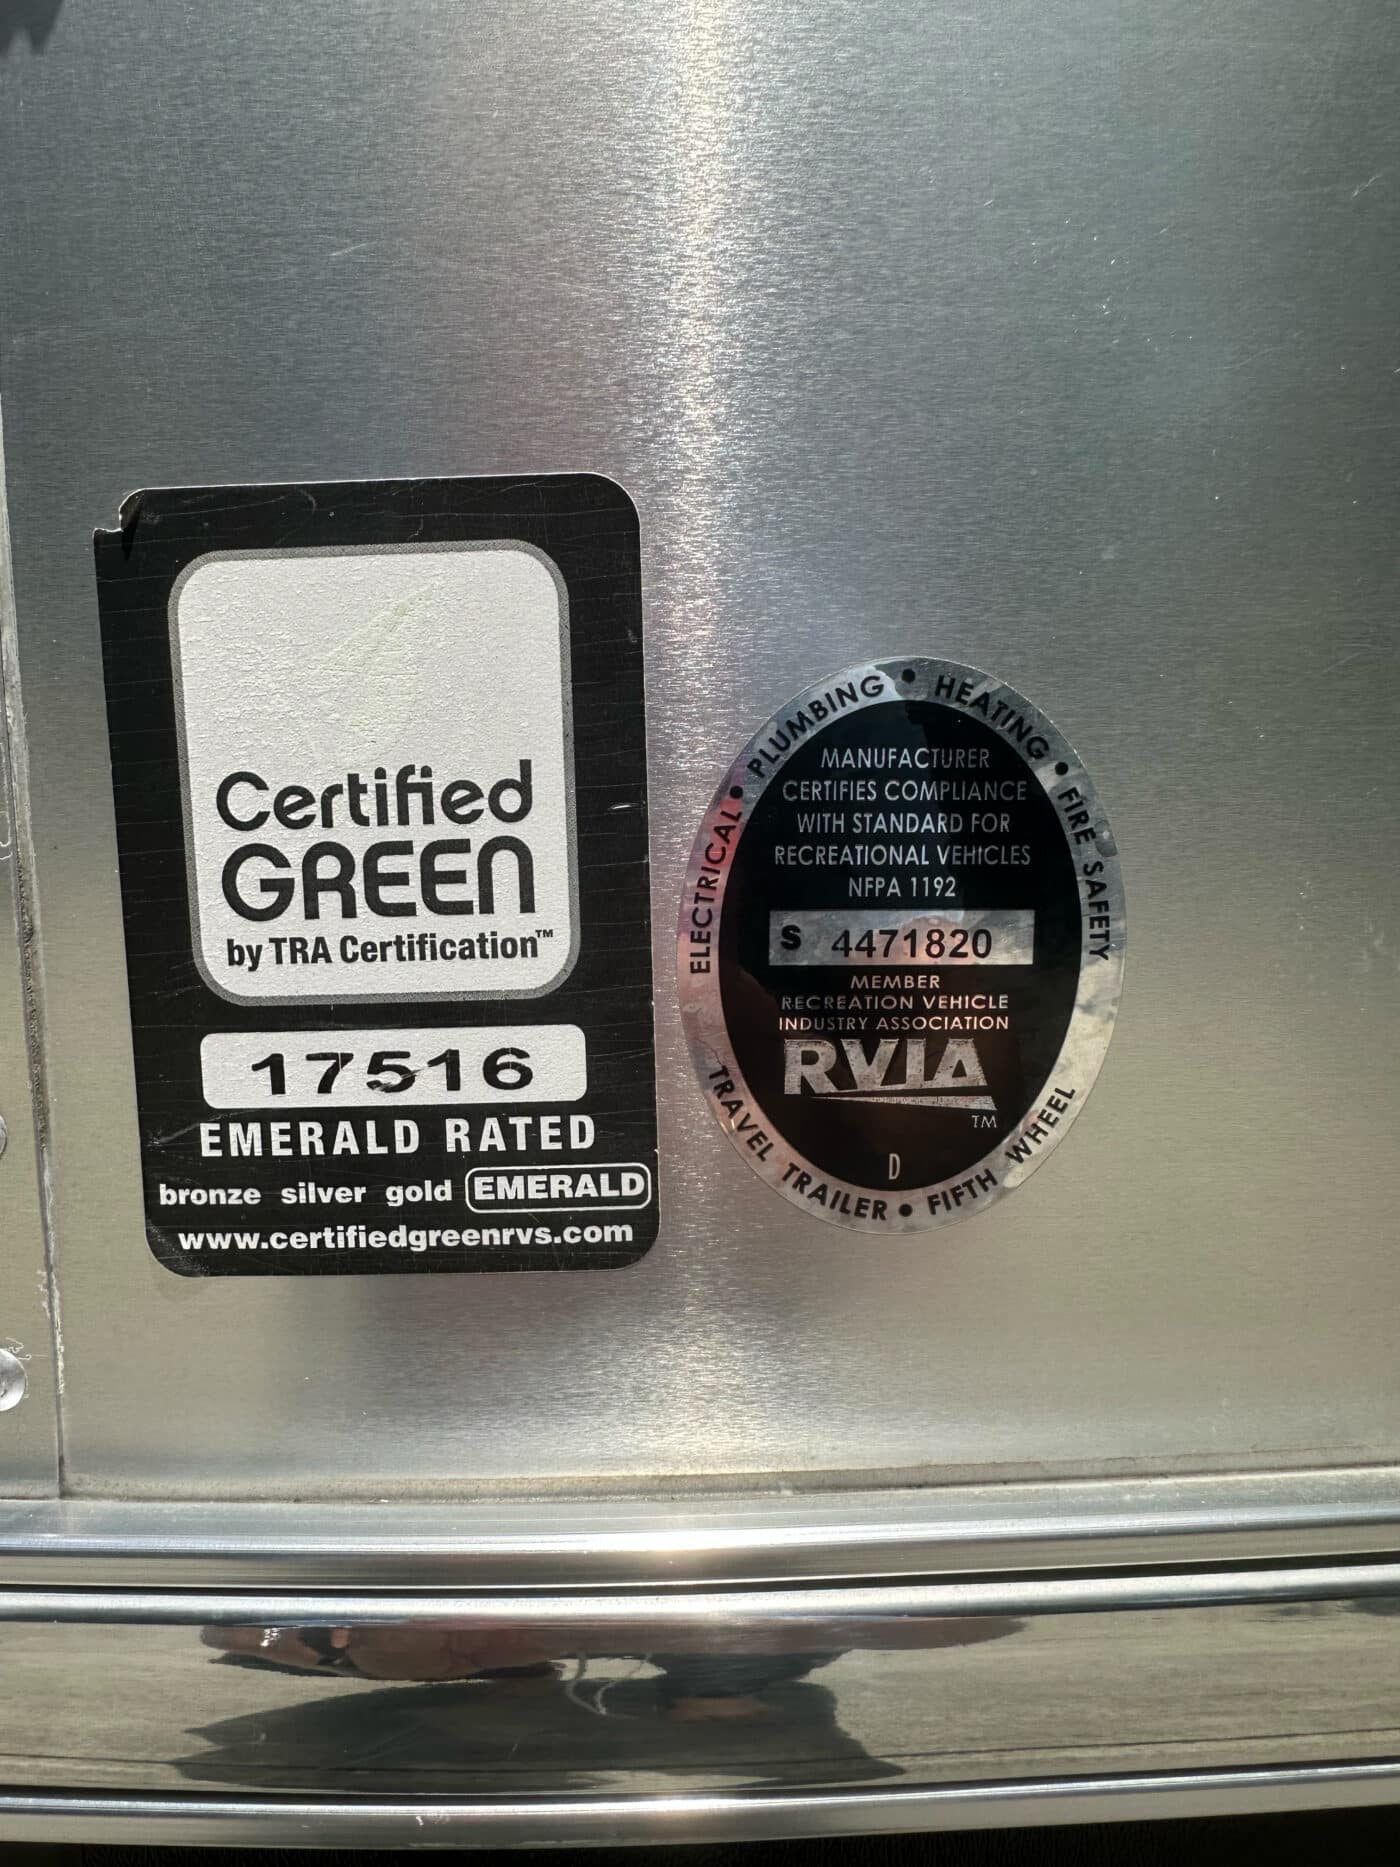 Certified
GREEN
by TRA Certification™
17516
EMERALD RATED
bronze silver gold EMERALD
www.certifiedgreenrvs.com
ELECTRICAL • PLUMBING • HEATING • FIRE SAFETY
MANUFACTURER
CERTIFIES COMPLIANCE
WITH STANDARD FOR
RECREATIONAL VEHICLES
NFPA 1192
S 4471820
MEMBER
RECREATION VEHICLE
INDUSTRY ASSOCIATION
RVIA
TM
D
TRAVEL TRAILER • FIFTH WHEEL